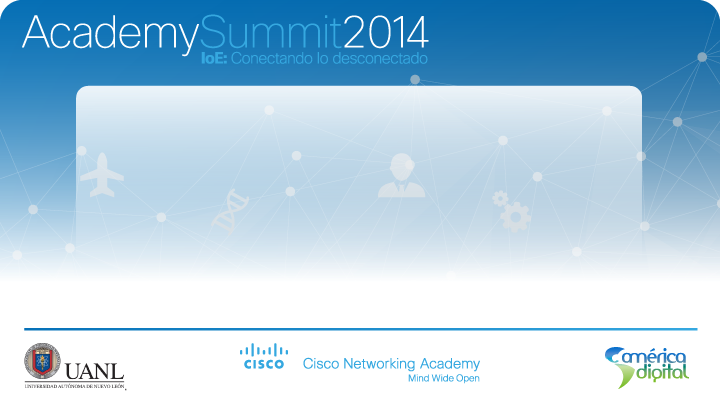 AcademySummit2014
IoE: Conectando lo desconectado
UANL
UNIVERSIDAD AUTÓNOMA DE NUEVO LEÓN
CISCO
Cisco Networking Academy
Mind Wide Open
américa
digital